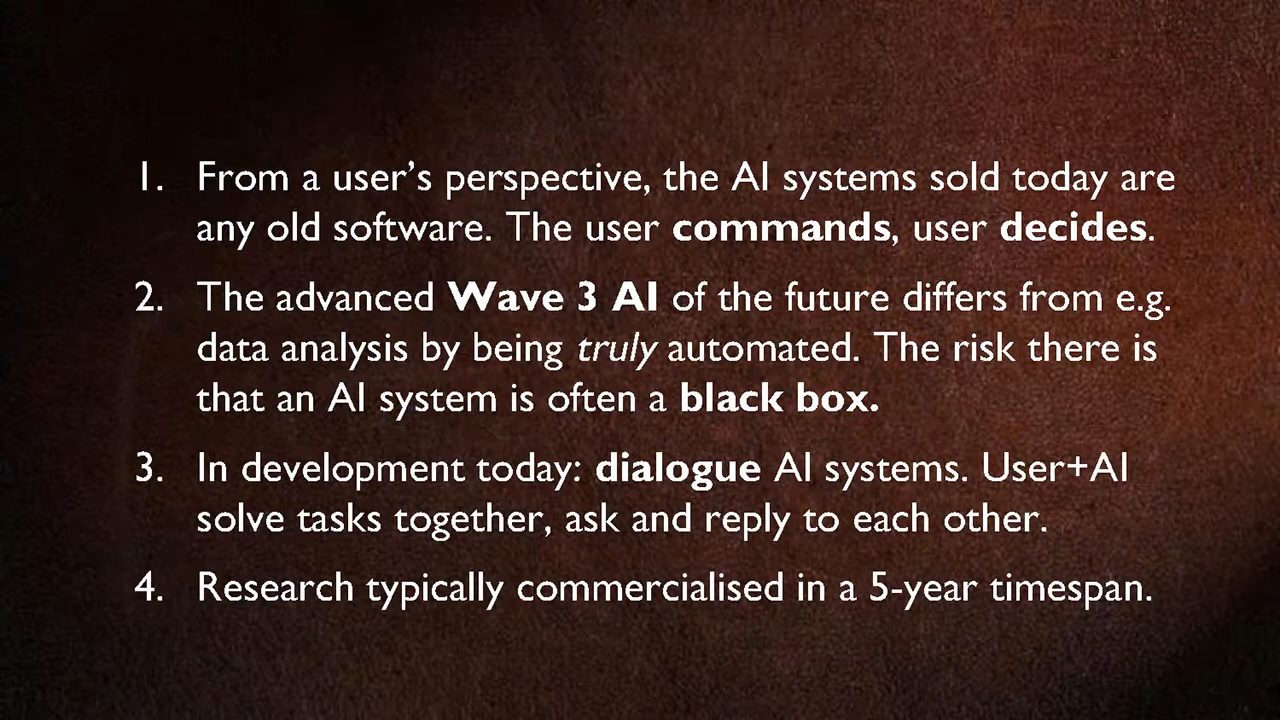 1. From a user's perspective, the AI systems sold today are
any old software. The user commands, user decides.
2. The advanced Wave 3 AI of the future differs from e.g.
data analysis by being truly automated. The risk there is
that an AI system is often a black box.
3. In development today: dialogue AI systems. User+AI
solve tasks together, ask and reply to each other.
4. Research typically commercialised in a 5-year timespan.